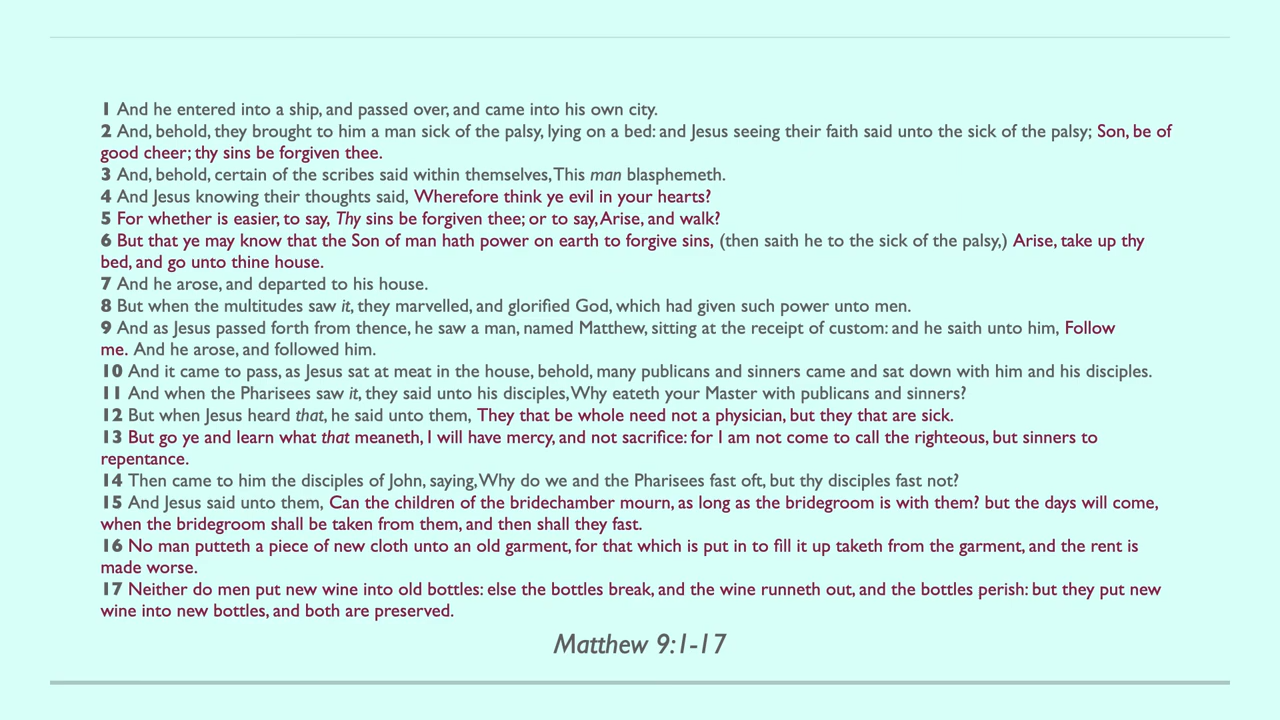 1 And he entered into a ship, and passed over, and came into his own city.
2 And, behold, they brought to him a man sick of the palsy, lying on a bed: and Jesus seeing their faith said unto the sick of the palsy; Son, be of
good cheer; thy sins be forgiven thee.
3 And, behold, certain of the scribes said within themselves, This man blasphemeth.
4 And Jesus knowing their thoughts said, Wherefore think ye evil in your hearts?
5 For whether is easier, to say, Thy sins be forgiven thee; or to say, Arise, and walk?
6 But that ye may know that the Son of man hath power on earth to forgive sins, (then saith he to the sick of the palsy,) Arise, take up thy
bed, and go unto thine house.
7 And he arose, and departed to his house.
8 But when the multitudes saw it, they marvelled, and glorified God, which had given such power unto men.
9 And as Jesus passed forth from thence, he saw a man, named Matthew, sitting at the receipt of custom: and he saith unto him, Follow
me. And he arose, and followed him.
10 And it came to pass, as Jesus sat at meat in the house, behold, many publicans and sinners came and sat down with him and his disciples.
11 And when the Pharisees saw it, they said unto his disciples, Why eateth your Master with publicans and sinners?
12 But when Jesus heard that, he said unto them, They that be whole need not a physician, but they that are sick.
13 But go ye and learn what that meaneth, I will have mercy, and not sacrifice: for I am not come to call the righteous, but sinners to
repentance.
14 Then came to him the disciples of John, saying, Why do we and the Pharisees fast oft, but thy disciples fast not?
15 And Jesus said unto them, Can the children of the bridechamber mourn, as long as the bridegroom is with them? but the days will come,
when the bridegroom shall be taken from them, and then shall they fast.
16 No man putteth a piece of new cloth unto an old garment, for that which is put in to fill it up taketh from the garment, and the rent is
made worse.
17 Neither do men put new wine into old bottles: else the bottles break, and the wine runneth out, and the bottles perish: but they put new
wine into new bottles, and both are preserved.
Matthew 9:1-17